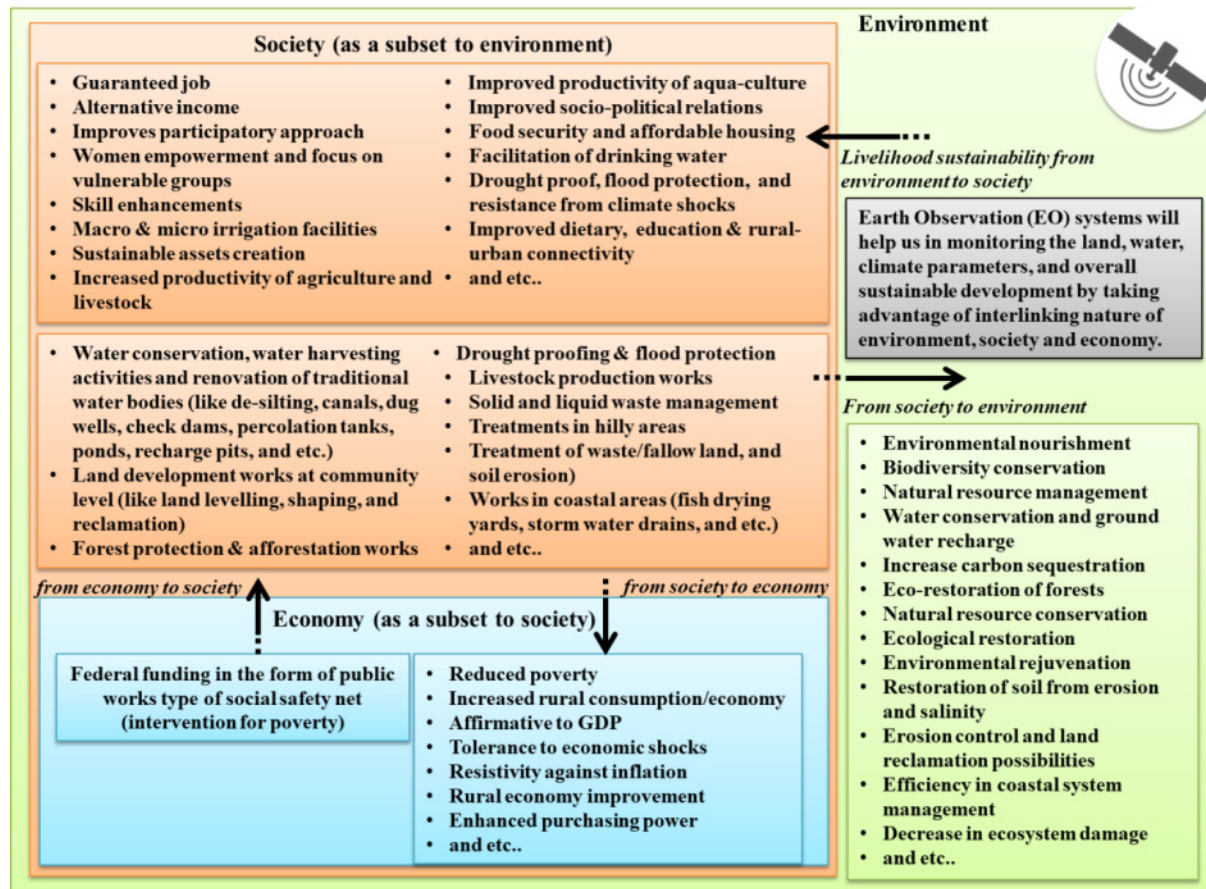 Environment
Society (as a subset to environment)
• Guaranteed job
• Alternative income
• Improves participatory approach
• Women empowerment and focus on
vulnerable groups
• Skill enhancements
• Macro & micro irrigation facilities
• Sustainable assets creation
• Increased productivity of agriculture and
livestock
• Improved productivity of aqua-culture
• Improved socio-political relations
• Food security and affordable housing
• Facilitation of drinking water
• Drought proof, flood protection, and
resistance from climate shocks
• Improved dietary, education & rural-
urban connectivity
• and etc..
Livelihood sustainability from
environment to society
Earth Observation (EO) systems will
help us in monitoring the land, water,
climate parameters, and overall
sustainable development by taking
advantage of interlinking nature of
environment, society and economy.
• Water conservation, water harvesting
activities and renovation of traditional
water bodies (like de-silting, canals, dug
wells, check dams, percolation tanks,
ponds, recharge pits, and etc.)
• Land development works at community
level (like land levelling, shaping, and
reclamation)
• Forest protection & afforestation works
• Drought proofing & flood protection
• Livestock production works
• Solid and liquid waste management
• Treatments in hilly areas
• Treatment of waste/fallow land, and
soil erosion)
• Works in coastal areas (fish drying
yards, storm water drains, and etc.)
• and etc..
From society to environment
• Environmental nourishment
• Biodiversity conservation
• Natural resource management
• Water conservation and ground
water recharge
• Increase carbon sequestration
• Eco-restoration of forests
• Natural resource conservation
• Ecological restoration
• Environmental rejuvenation
• Restoration of soil from erosion
and salinity
• Erosion control and land
reclamation possibilities
• Efficiency in coastal system
management
• Decrease in ecosystem damage
• and etc..
from economy to society
from society to economy
Economy (as a subset to society)
Federal funding in the form of public
works type of social safety net
(intervention for poverty)
• Reduced poverty
• Increased rural consumption/economy
• Affirmative to GDP
• Tolerance to economic shocks
• Resistivity against inflation
• Rural economy improvement
• Enhanced purchasing power
• and etc..